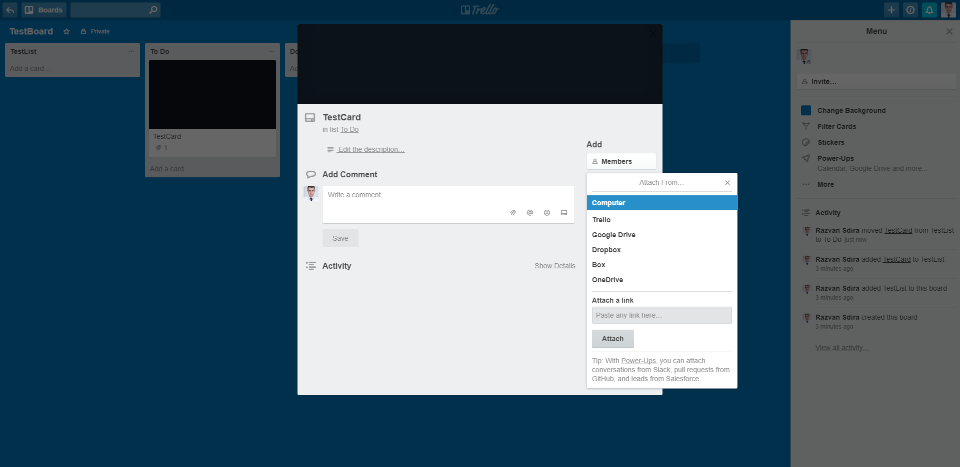 Boards
Trello
TestBoard
Private
TestList
Add a card...
To Do
TestCard
1
Add a card
TestCard
in list To Do
Edit the description...
Add Comment
Write a comment
Save
Activity
Show Details
Add
Members
Attach From...
Computer
Trello
Google Drive
Dropbox
Box
OneDrive
Attach a link
Paste any link here...
Attach
Tip: With Power-Ups, you can attach
conversations from Slack, pull requests from
GitHub, and leads from Salesforce.
Menu
Invite...
Change Background
Filter Cards
Stickers
Power-Ups
Calendar, Google Drive and more...
More
Activity
Razvan Sdira moved TestCard from TestList
to To Do just now
Razvan Sdira added TestCard to TestList
3 minutes ago
Razvan Sdira added TestList to this board
3 minutes ago
Razvan Sdira created this board
3 minutes ago
View all activity...